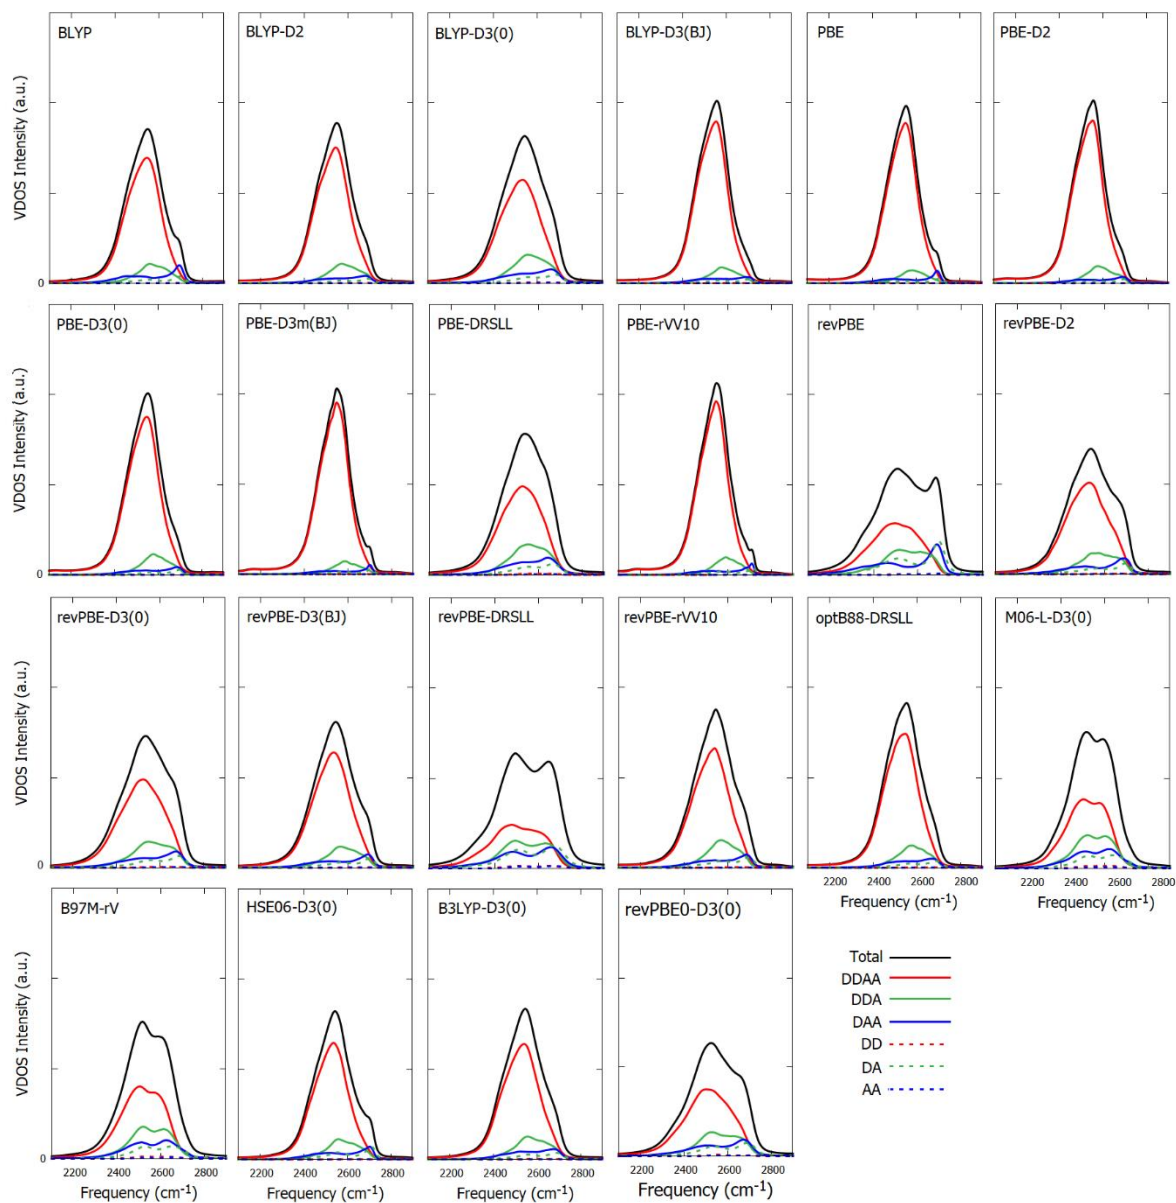 BLYP
BLYP-D2
BLYP-D3(0)
BLYP-D3(BJ)
PBE
PBE-D2
VDOS Intensity (a.u.)
0
PBE-D3(0)
PBE-D3m(BJ)
PBE-DRSLL
PBE-rVV10
revPBE
revPBE-D2
VDOS Intensity (a.u.)
0
revPBE-D3(0)
revPBE-D3(BJ)
revPBE-DRSLL
revPBE-rVV10
optB88-DRSLL
M06-L-D3(0)
VDOS Intensity (a.u.)
0
2200 2400 2600 2800
Frequency (cm-1)
2200 2400 2600 2800
Frequency (cm-1)
B97M-rV
HSE06-D3(0)
B3LYP-D3(0)
revPBE0-D3(0)
VDOS Intensity (a.u.)
0
2200 2400 2600 2800
Frequency (cm-1)
2200 2400 2600 2800
Frequency (cm-1)
2200 2400 2600 2800
Frequency (cm-1)
2200 2400 2600 2800
Frequency (cm-1)
Total
DDAA
DDA
DAA
DD
DA
AA